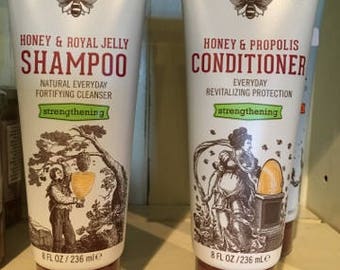 HONEY & ROYAL JELLY
SHAMPOO
NATURAL EVERYDAY
FORTIFYING CLEANSER
strengthening
8 FL OZ / 236 mL e
HONEY & PROPOLIS
CONDITIONER
EVERYDAY
REVITALIZING PROTECTION
strengthening
8 FL OZ / 236 mL e